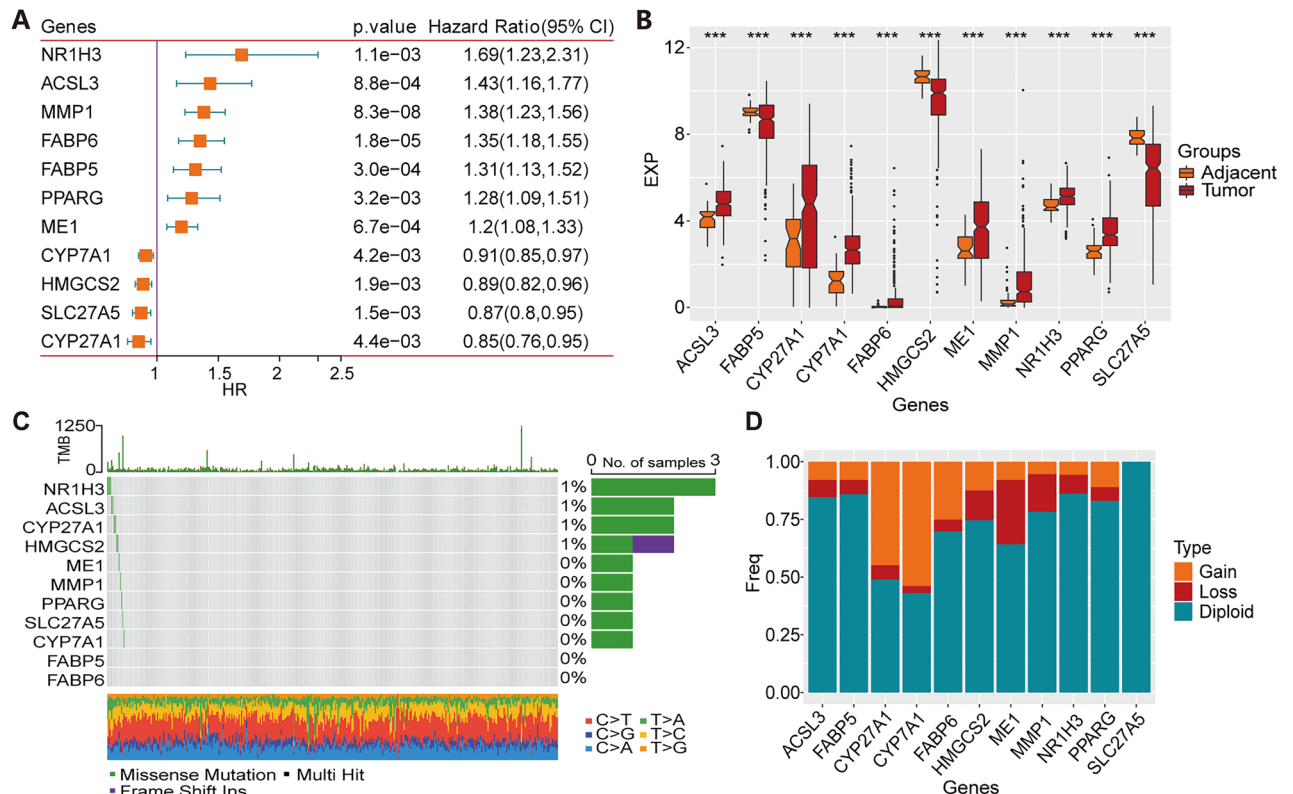 A
Genes p.value Hazard Ratio(95% CI)
NR1H3 1.1e−03 1.69(1.23,2.31)
ACSL3 8.8e−04 1.43(1.16,1.77)
MMP1 8.3e−08 1.38(1.23,1.56)
FABP6 1.8e−05 1.35(1.18,1.55)
FABP5 3.0e−04 1.31(1.13,1.52)
PPARG 3.2e−03 1.28(1.09,1.51)
ME1 6.7e−04 1.2(1.08,1.33)
CYP7A1 4.2e−03 0.91(0.85,0.97)
HMGCS2 1.9e−03 0.89(0.82,0.96)
SLC27A5 1.5e−03 0.87(0.8,0.95)
CYP27A1 4.4e−03 0.85(0.76,0.95)
1 1.5 2 2.5
HR
B
*** *** *** *** *** *** *** *** *** *** ***
12
8
4
0
EXP
ACSL3 FABP5 CYP27A1 CYP7A1 FABP6 HMGCS2 ME1 MMP1 NR1H3 PPARG SLC27A5
Genes
Groups
Adjacent
Tumor
C
1250
TMB
0
0 No. of samples 3
NR1H3 1%
ACSL3 1%
CYP27A1 1%
HMGCS2 1%
ME1 0%
MMP1 0%
PPARG 0%
SLC27A5 0%
CYP7A1 0%
FABP5 0%
FABP6 0%
C>T T>A
C>G T>C
C>A T>G
Missense Mutation Multi Hit
Frame Shift Ins
D
1.00
0.75
0.50
0.25
0.00
Freq
ACSL3 FABP5 CYP27A1 CYP7A1 FABP6 HMGCS2 ME1 MMP1 NR1H3 PPARG SLC27A5
Genes
Type
Gain
Loss
Diploid